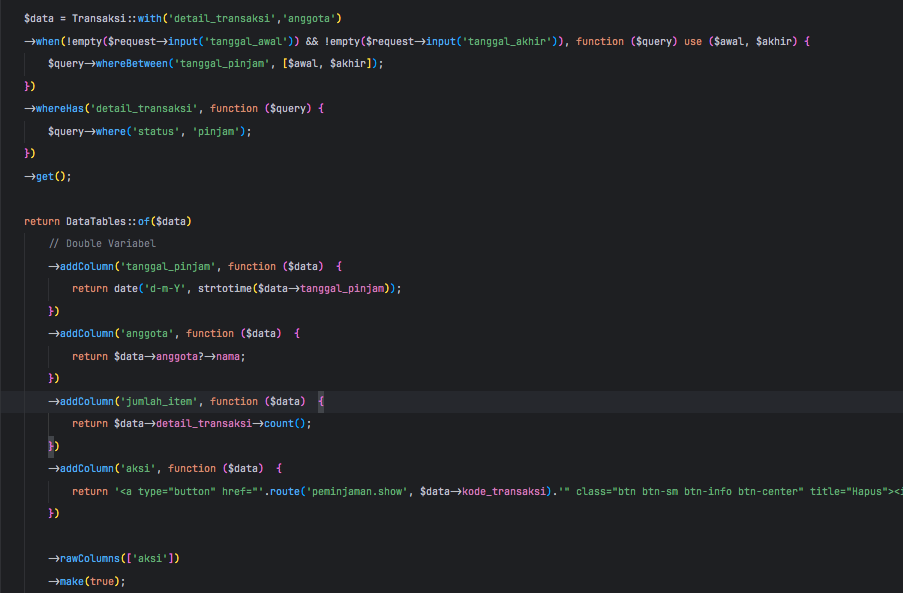 $data = Transaksi::with('detail_transaksi','anggota')
->when(!empty($request->input('tanggal_awal')) && !empty($request->input('tanggal_akhir')), function ($query) use ($awal, $akhir) {
$query->whereBetween('tanggal_pinjam', [$awal, $akhir]);
})
->whereHas('detail_transaksi', function ($query) {
$query->where('status', 'pinjam');
})
->get();
return DataTables::of($data)
// Double Variabel
->addColumn('tanggal_pinjam', function ($data) {
return date('d-m-Y', strtotime($data->tanggal_pinjam));
})
->addColumn('anggota', function ($data) {
return $data->anggota?->nama;
})
->addColumn('jumlah_item', function ($data) {
return $data->detail_transaksi->count();
})
->addColumn('aksi', function ($data) {
return '<a type="button" href="'.route('peminjaman.show', $data->kode_transaksi).'" class="btn btn-sm btn-info btn-center" title="Hapus"><i
})
->rawColumns(['aksi'])
->make(true);